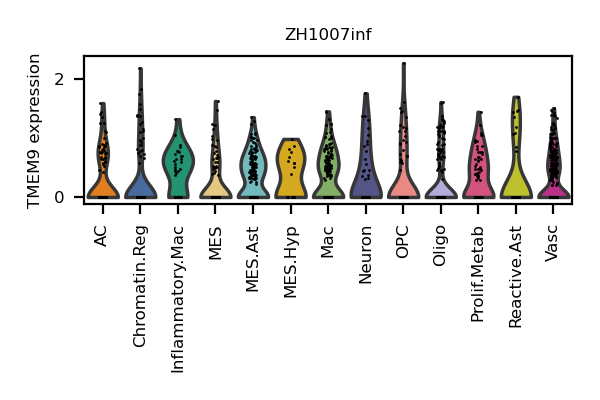 ZH1007inf
TMEM9 expression
2
0
AC
Chromatin.Reg
Inflammatory.Mac
MES
MES.Ast
MES.Hyp
Mac
Neuron
OPC
Oligo
Prolif.Metab
Reactive.Ast
Vasc